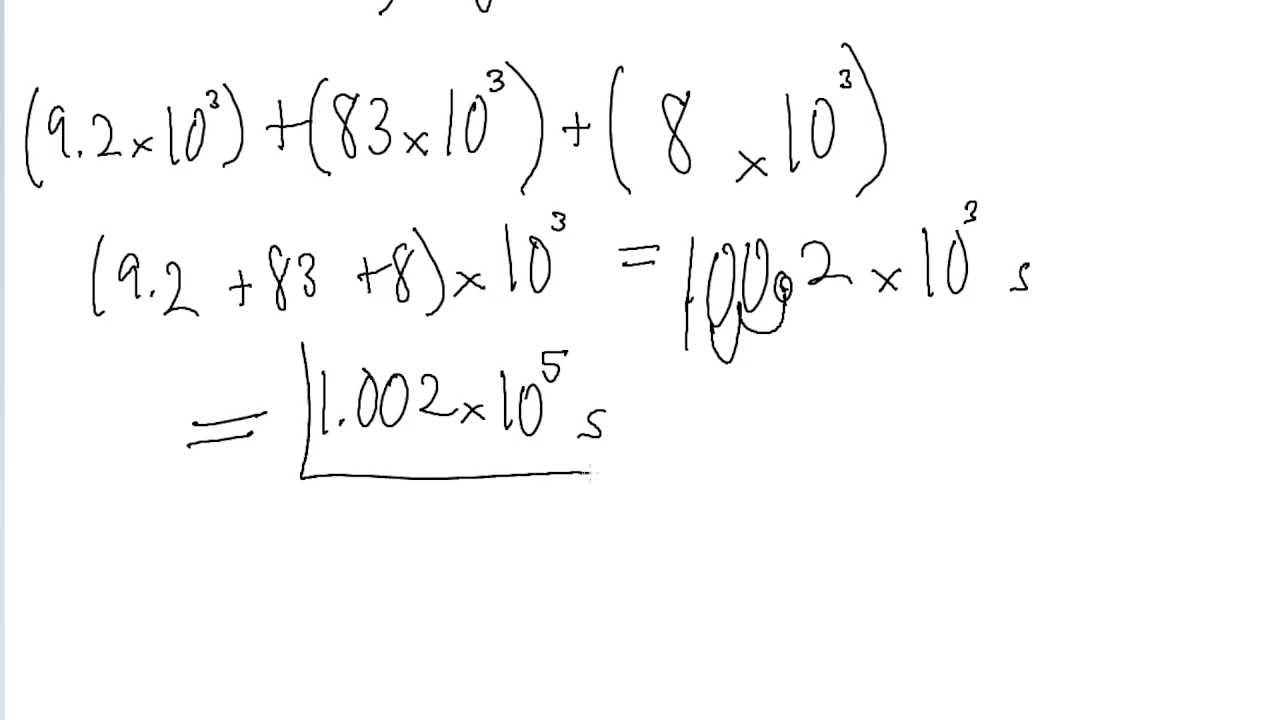 (9.2×10³)+(83×10³)+(8 ×10³)
(9.2 +83 +8)×10³ = 100.2×10³ s
= 1.002×10⁵ s